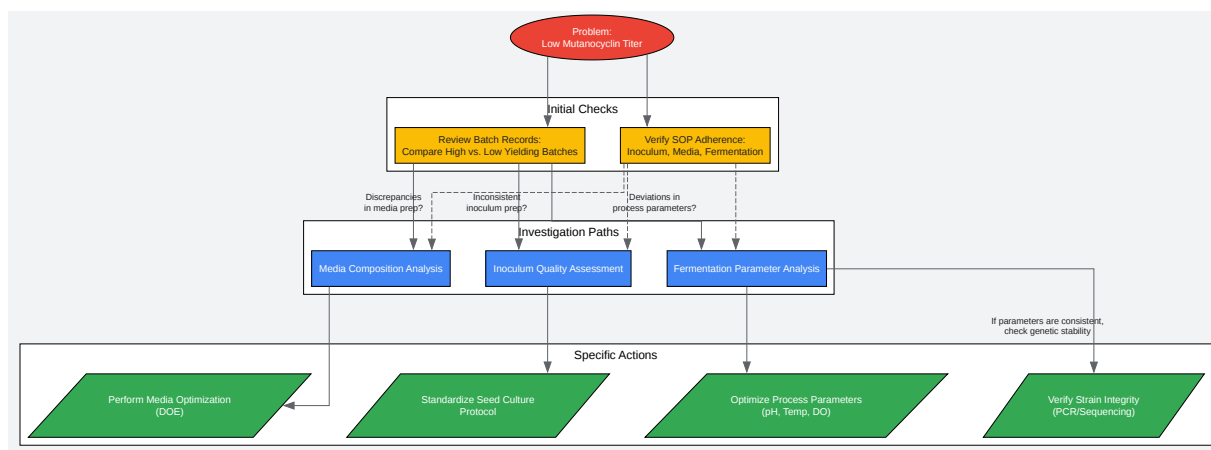 Problem:
Low Mutanocyclin Titer
Initial Checks
Review Batch Records:
Compare High vs. Low Yielding Batches
Verify SOP Adherence:
Inoculum, Media, Fermentation
Discrepancies
in media prep?
Inconsistent
inoculum prep?
Deviations in
process parameters?
Investigation Paths
Media Composition Analysis
Inoculum Quality Assessment
Fermentation Parameter Analysis
If parameters are consistent,
check genetic stability
Specific Actions
Perform Media Optimization
(DOE)
Standardize Seed Culture
Protocol
Optimize Process Parameters
(pH, Temp, DO)
Verify Strain Integrity
(PCR/Sequencing)